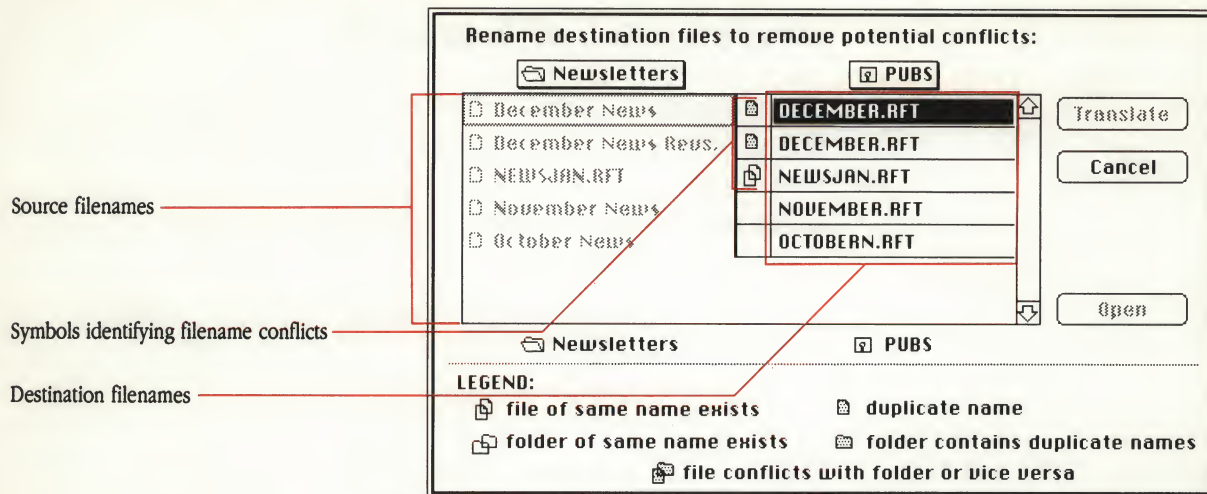 Rename destination files to remove potential conflicts:
Newsletters
PUBS
December News
DECEMBER.RFT
Translate
December News Revs.
DECEMBER.RFT
Cancel
NEWSJAN.RFT
NEWSJAN.RFT
Source filenames
November News
NOVEMBER.RFT
October News
OCTOBERN.RFT
Open
Symbols identifying filename conflicts
Newsletters
PUBS
LEGEND:
Destination filenames
file of same name exists
duplicate name
folder of same name exists
folder contains duplicate names
file conflicts with folder or vice versa